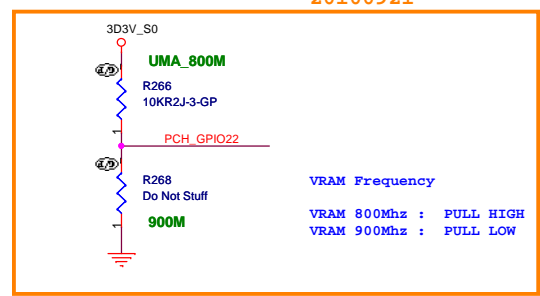 3D3V_S0
UMA_800M
R266
10KR2J-3-GP
1
PCH_GPIO22
R268
Do Not Stuff
1
900M
VRAM Frequency
VRAM 800Mhz : PULL HIGH
VRAM 900Mhz : PULL LOW